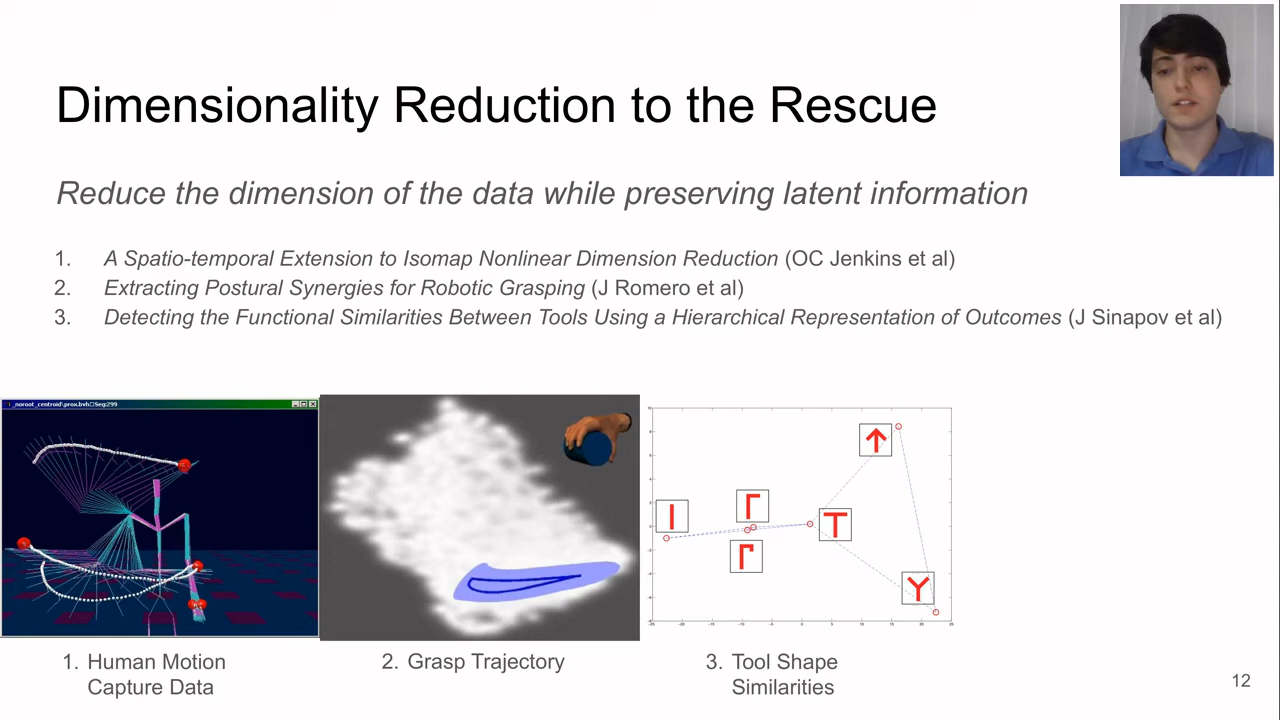 Dimensionality Reduction to the Rescue
Reduce the dimension of the data while preserving latent information
1. A Spatio-temporal Extension to Isomap Nonlinear Dimension Reduction (OC Jenkins et al)
2. Extracting Postural Synergies for Robotic Grasping (J Romero et al)
3. Detecting the Functional Similarities Between Tools Using a Hierarchical Representation of Outcomes (J Sinapov et al)
1. Human Motion
Capture Data
2. Grasp Trajectory
3. Tool Shape
Similarities
12